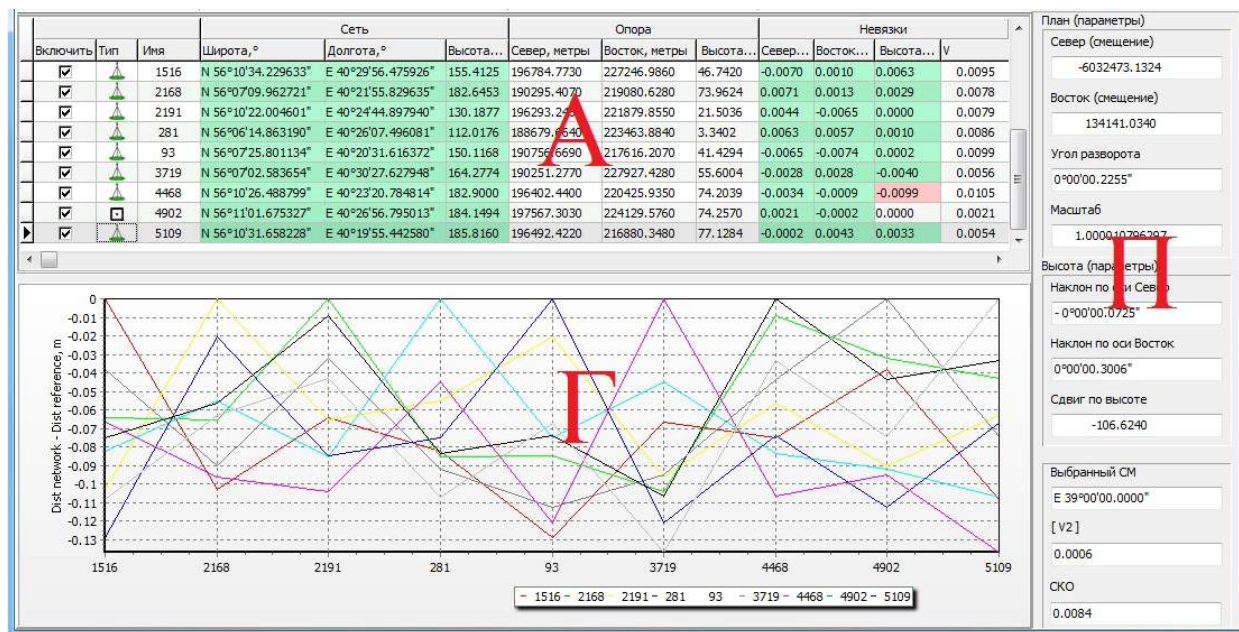 Сеть Опора Невязки
Включить Тип Имя Широта,° Долгота,° Высота... Север, метры Восток, метры Высота... Север... Восток... Высота... V
1516 N 56°10'34.229633" E 40°29'56.475926" 155.4125 196784.7730 227246.9860 46.7420 -0.0070 0.0010 0.0063 0.0095
2168 N 56°07'09.962721" E 40°21'55.829635" 182.6453 190295.4070 219080.6280 73.9624 0.0071 0.0013 0.0029 0.0078
2191 N 56°10'22.004601" E 40°24'44.897940" 130.1877 221879.8550 21.5036 0.0044 -0.0065 0.0000 0.0079
281 N 56°06'14.863190" E 40°26'07.496081" 112.0176 188679.6640 223463.8840 3.3402 0.0063 0.0057 0.0010 0.0086
93 N 56°07'25.801134" E 40°20'31.616372" 150.1168 190756.6690 217616.2070 41.4294 -0.0065 -0.0074 0.0002 0.0099
3719 N 56°07'02.583654" E 40°30'27.627948" 164.2774 190251.2770 227927.4280 55.6004 -0.0028 0.0028 -0.0040 0.0056
4468 N 56°10'26.488799" E 40°23'20.784814" 182.9000 196402.4400 220425.9350 74.2039 -0.0034 -0.0009 -0.0099 0.0105
4902 N 56°11'01.675327" E 40°26'56.795013" 184.1494 197567.3030 224129.5760 74.2570 0.0021 -0.0002 0.0000 0.0021
5109 N 56°10'31.658228" E 40°19'55.442580" 185.8160 196492.4220 216880.3480 77.1284 -0.0002 0.0043 0.0033 0.0054
А
План (параметры)
Север (смещение)
-6032473.1324
Восток (смещение)
134141.0340
Угол разворота
0°00'00.2255"
Масштаб
1.000010796297
Высота (параметры)
Наклон по оси Север
- 0°00'00.0725"
Наклон по оси Восток
0°00'00.3006"
Сдвиг по высоте
-106.6240
П
Выбранный СМ
E 39°00'00.0000"
[ V2 ]
0.0006
СКО
0.0084
Dist network - Dist reference, m
0
-0.01
-0.02
-0.03
-0.04
-0.05
-0.06
-0.07
-0.08
-0.09
-0.1
-0.11
-0.12
-0.13
Г
1516 2168 2191 281 93 3719 4468 4902 5109
1516 2168 2191 281 93 3719 4468 4902 5109